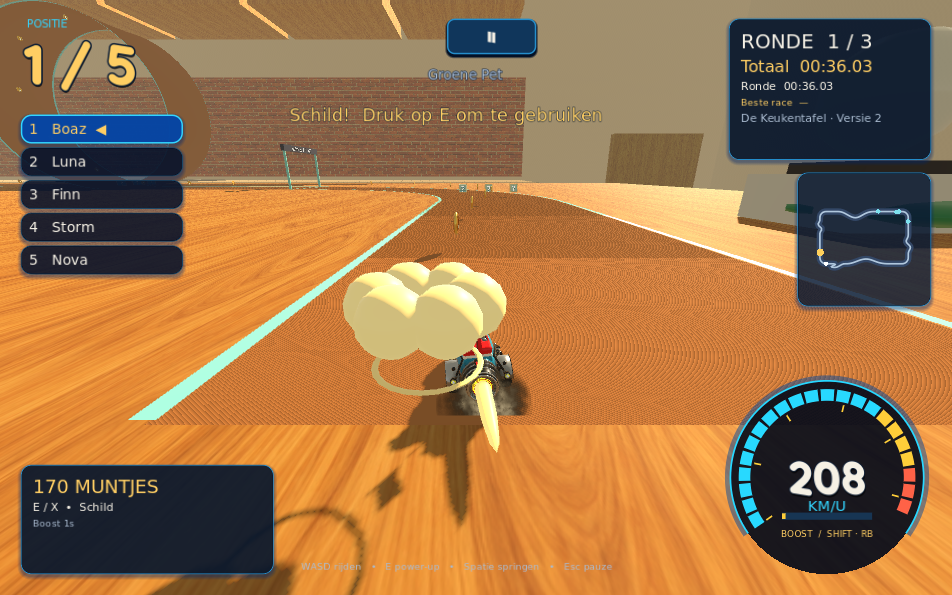 POSITIE
1/5
1 Boaz ◀
2 Luna
3 Finn
4 Storm
5 Nova
Groene Pet
Schild! Druk op E om te gebruiken
RONDE 1 / 3
Totaal 00:36.03
Ronde 00:36.03
Beste race —
De Keukentafel · Versie 2
170 MUNTJES
E / X • Schild
Boost 1s
WASD rijden • E power-up • Spatie springen • Esc pauze
208
KM/U
BOOST / SHIFT · RB